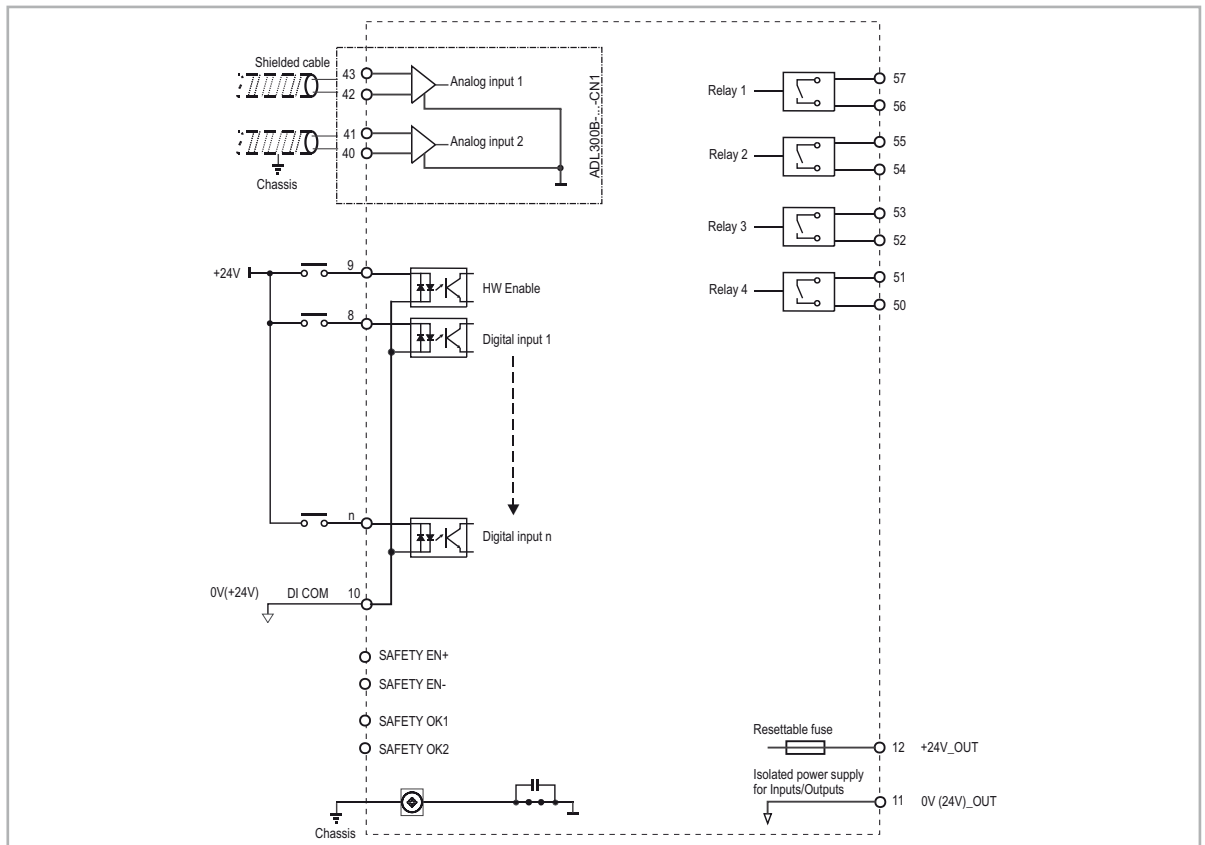 Shielded cable
43
42
Analog input 1
41
40
Analog input 2
Chassis
ADL300B-...-CN1
Relay 1
57
56
Relay 2
55
54
Relay 3
53
52
Relay 4
51
50
+24V
9
HW Enable
8
Digital input 1
n
Digital input n
0V(+24V)
DI COM
10
SAFETY EN+
SAFETY EN-
SAFETY OK1
SAFETY OK2
Chassis
Resettable fuse
12
+24V_OUT
Isolated power supply
for Inputs/Outputs
11
0V (24V)_OUT